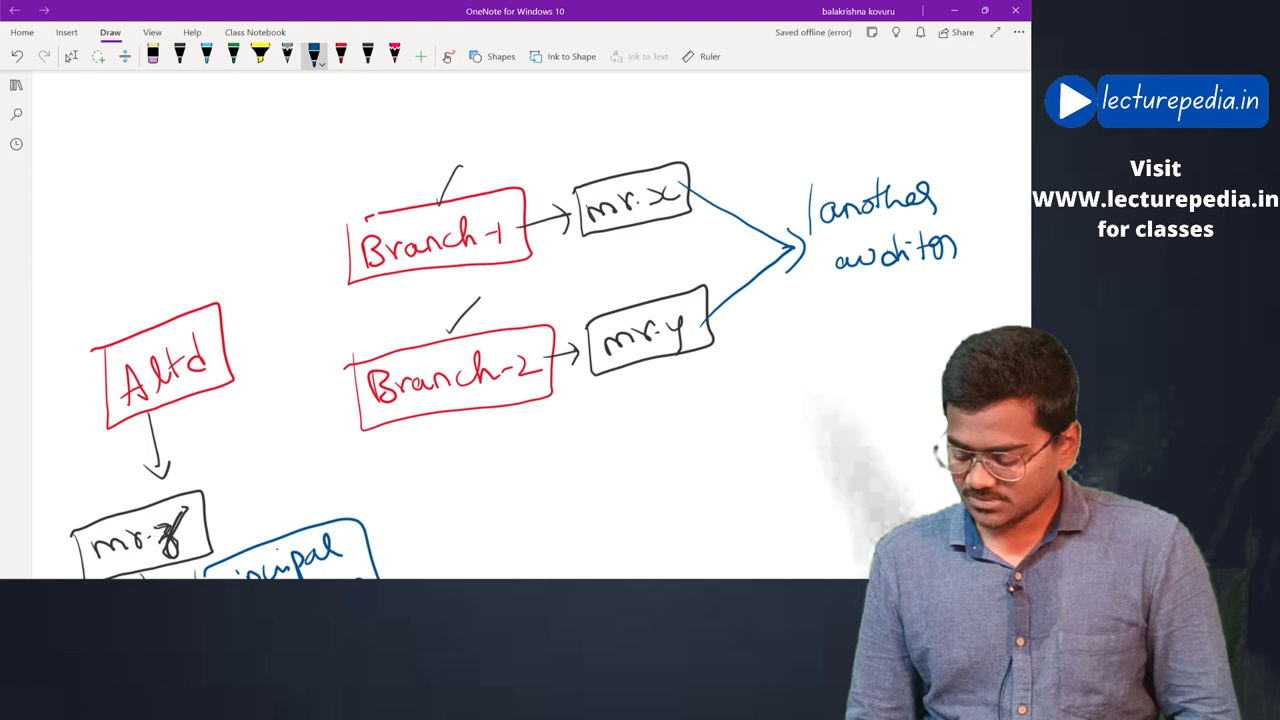 OneNote for Windows 10
balakrishna kovuru
Home Insert Draw View Help Class Notebook
Saved offline (error) Share
Shapes Ink to Shape Ink to Text Ruler
lecturepedia.in
Visit
WWW.lecturepedia.in
for classes
Branch-1
mr.x
another
auditor
Branch-2
mr.y
A ltd
mr.